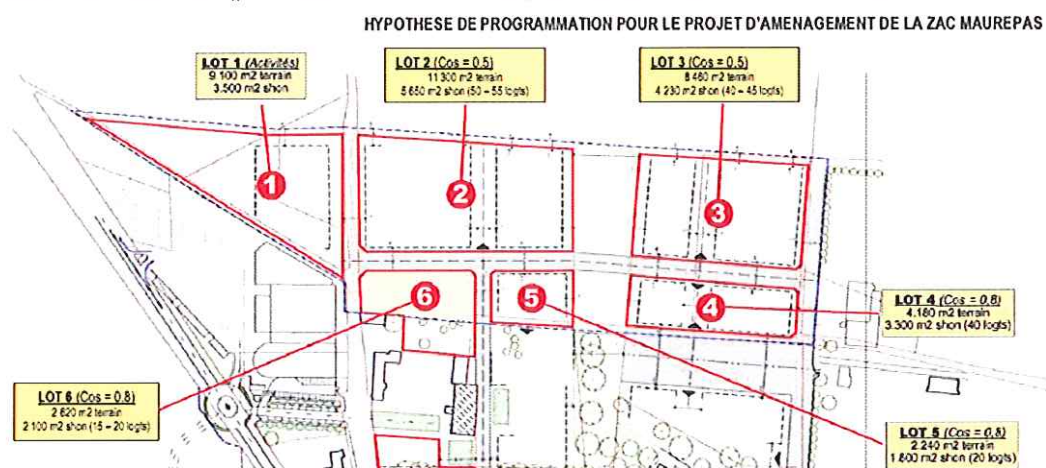 HYPOTHESE DE PROGRAMMATION POUR LE PROJET D'AMENAGEMENT DE LA ZAC MAUREPAS
LOT 1 (Activités)
9 100 m2 terrain
3.500 m2 shon
LOT 2 (Cos = 0.5)
11 300 m2 terrain
5 650 m2 shon (50 – 55 logts)
LOT 3 (Cos = 0.5)
8 460 m2 terrain
4 230 m2 shon (40 – 45 logts)
1
2
3
6
5
4
LOT 4 (Cos = 0,8)
4.180 m2 terrain
3.300 m2 shon (40 logts)
LOT 6 (Cos = 0.8)
2 620 m2 terrain
2 100 m2 shon (15 – 20 logts)
LOT 5 (Cos = 0,8)
2.240 m2 terrain
1.800 m2 shon (20 logts)